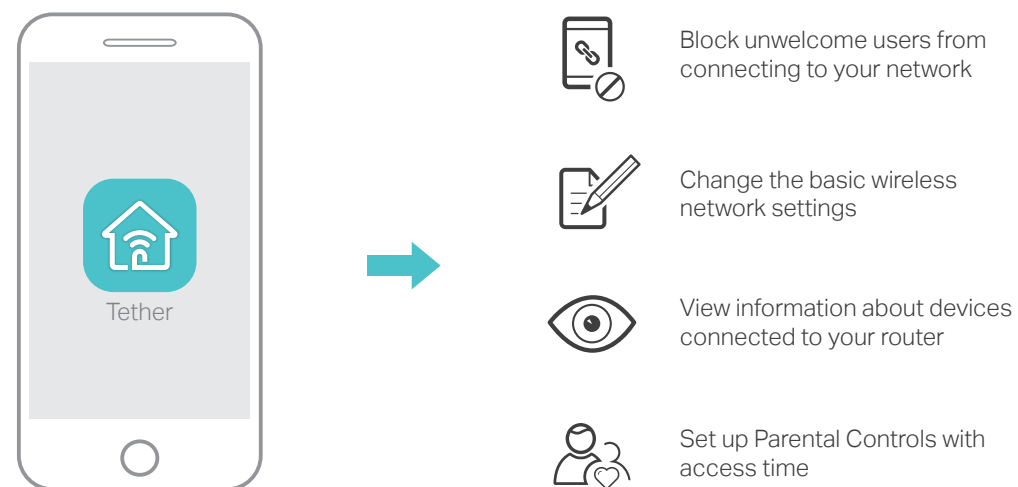 Tether
Block unwelcome users from
connecting to your network
Change the basic wireless
network settings
View information about devices
connected to your router
Set up Parental Controls with
access time